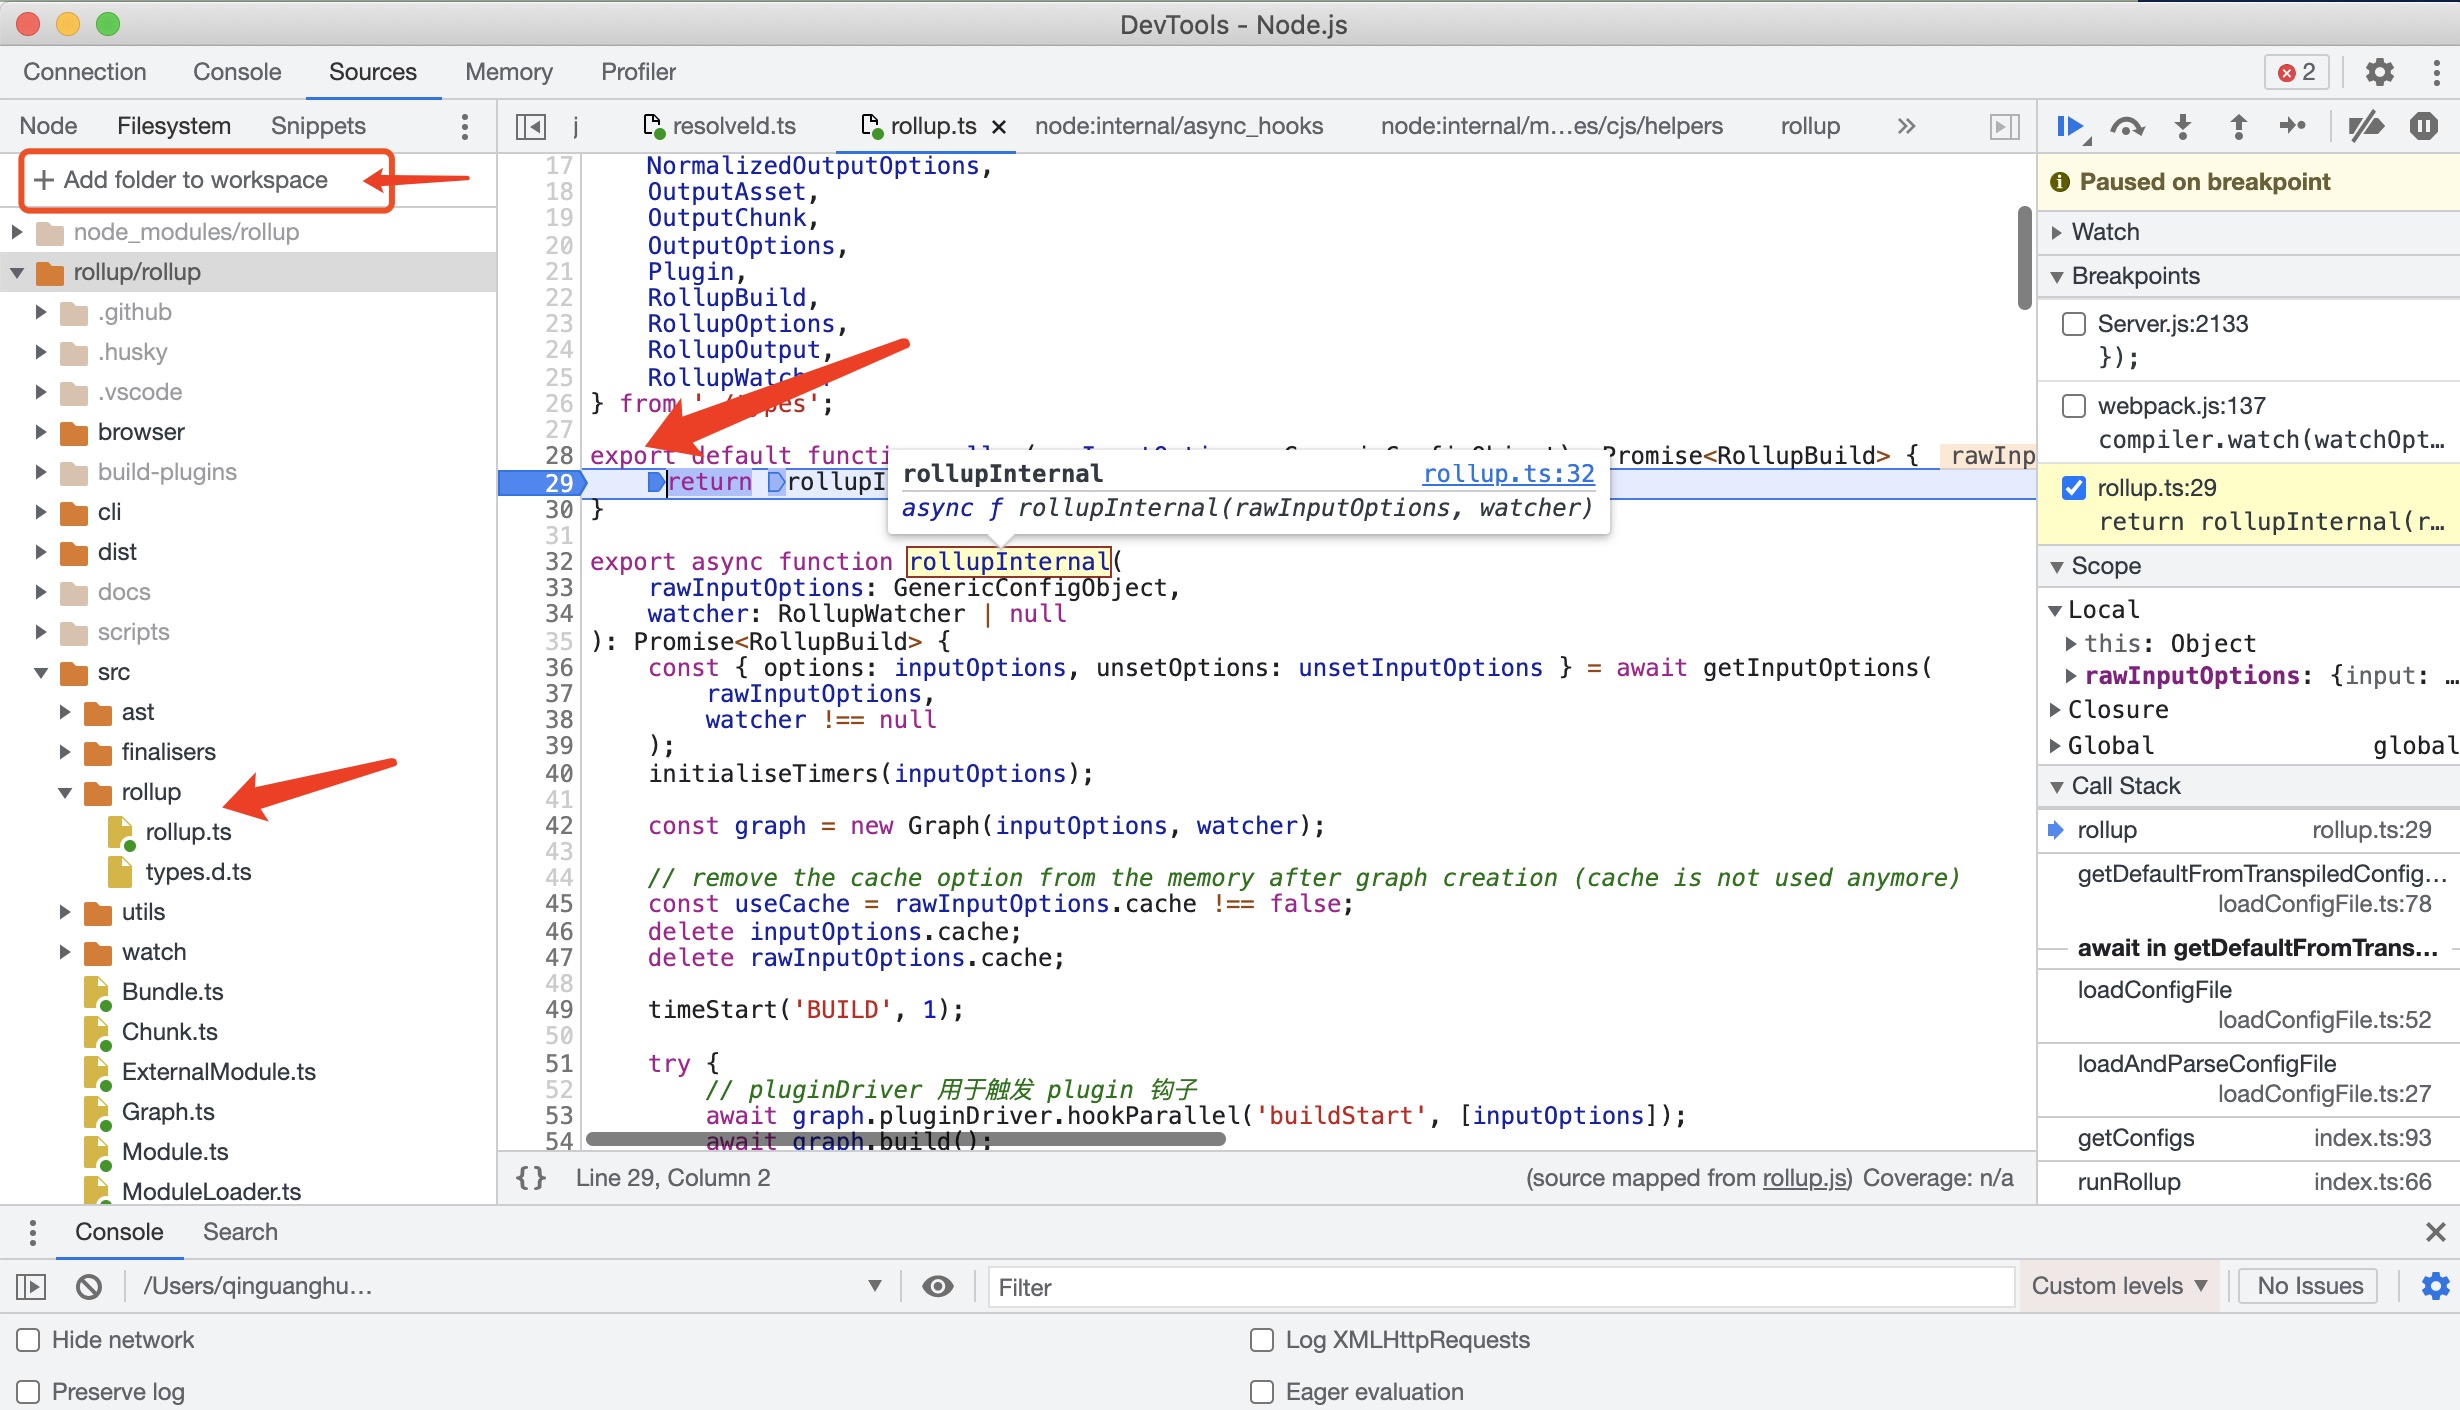 DevTools - Node.js
Connection Console Sources Memory Profiler 2
Node Filesystem Snippets
+ Add folder to workspace
node_modules/rollup
rollup/rollup
.github
.husky
.vscode
browser
build-plugins
cli
dist
docs
scripts
src
ast
finalisers
rollup
rollup.ts
types.d.ts
utils
watch
Bundle.ts
Chunk.ts
ExternalModule.ts
Graph.ts
Module.ts
ModuleLoader.ts
j resolveId.ts rollup.ts × node:internal/async_hooks node:internal/m…es/cjs/helpers rollup »
17 NormalizedOutputOptions,
18 OutputAsset,
19 OutputChunk,
20 OutputOptions,
21 Plugin,
22 RollupBuild,
23 RollupOptions,
24 RollupOutput,
25 RollupWatcher
26 } from './types';
27
28 export default functi Promise<RollupBuild> { rawInp
29 return rollupI
rollupInternal rollup.ts:32
async ƒ rollupInternal(rawInputOptions, watcher)
30 }
31
32 export async function rollupInternal(
33 rawInputOptions: GenericConfigObject,
34 watcher: RollupWatcher | null
35 ): Promise<RollupBuild> {
36 const { options: inputOptions, unsetOptions: unsetInputOptions } = await getInputOptions(
37 rawInputOptions,
38 watcher !== null
39 );
40 initialiseTimers(inputOptions);
41
42 const graph = new Graph(inputOptions, watcher);
43
44 // remove the cache option from the memory after graph creation (cache is not used anymore)
45 const useCache = rawInputOptions.cache !== false;
46 delete inputOptions.cache;
47 delete rawInputOptions.cache;
48
49 timeStart('BUILD', 1);
50
51 try {
52 // pluginDriver 用于触发 plugin 钩子
53 await graph.pluginDriver.hookParallel('buildStart', [inputOptions]);
54 await graph.build();
{} Line 29, Column 2 (source mapped from rollup.js) Coverage: n/a
Paused on breakpoint
Watch
Breakpoints
Server.js:2133
});
webpack.js:137
compiler.watch(watchOpt…
rollup.ts:29
return rollupInternal(r…
Scope
Local
this: Object
rawInputOptions: {input: …
Closure
Global global
Call Stack
rollup rollup.ts:29
getDefaultFromTranspiledConfig…
loadConfigFile.ts:78
await in getDefaultFromTrans…
loadConfigFile
loadConfigFile.ts:52
loadAndParseConfigFile
loadConfigFile.ts:27
getConfigs index.ts:93
runRollup index.ts:66
Console Search
/Users/qinguanghu… Filter Custom levels No Issues
Hide network Log XMLHttpRequests
Preserve log Eager evaluation